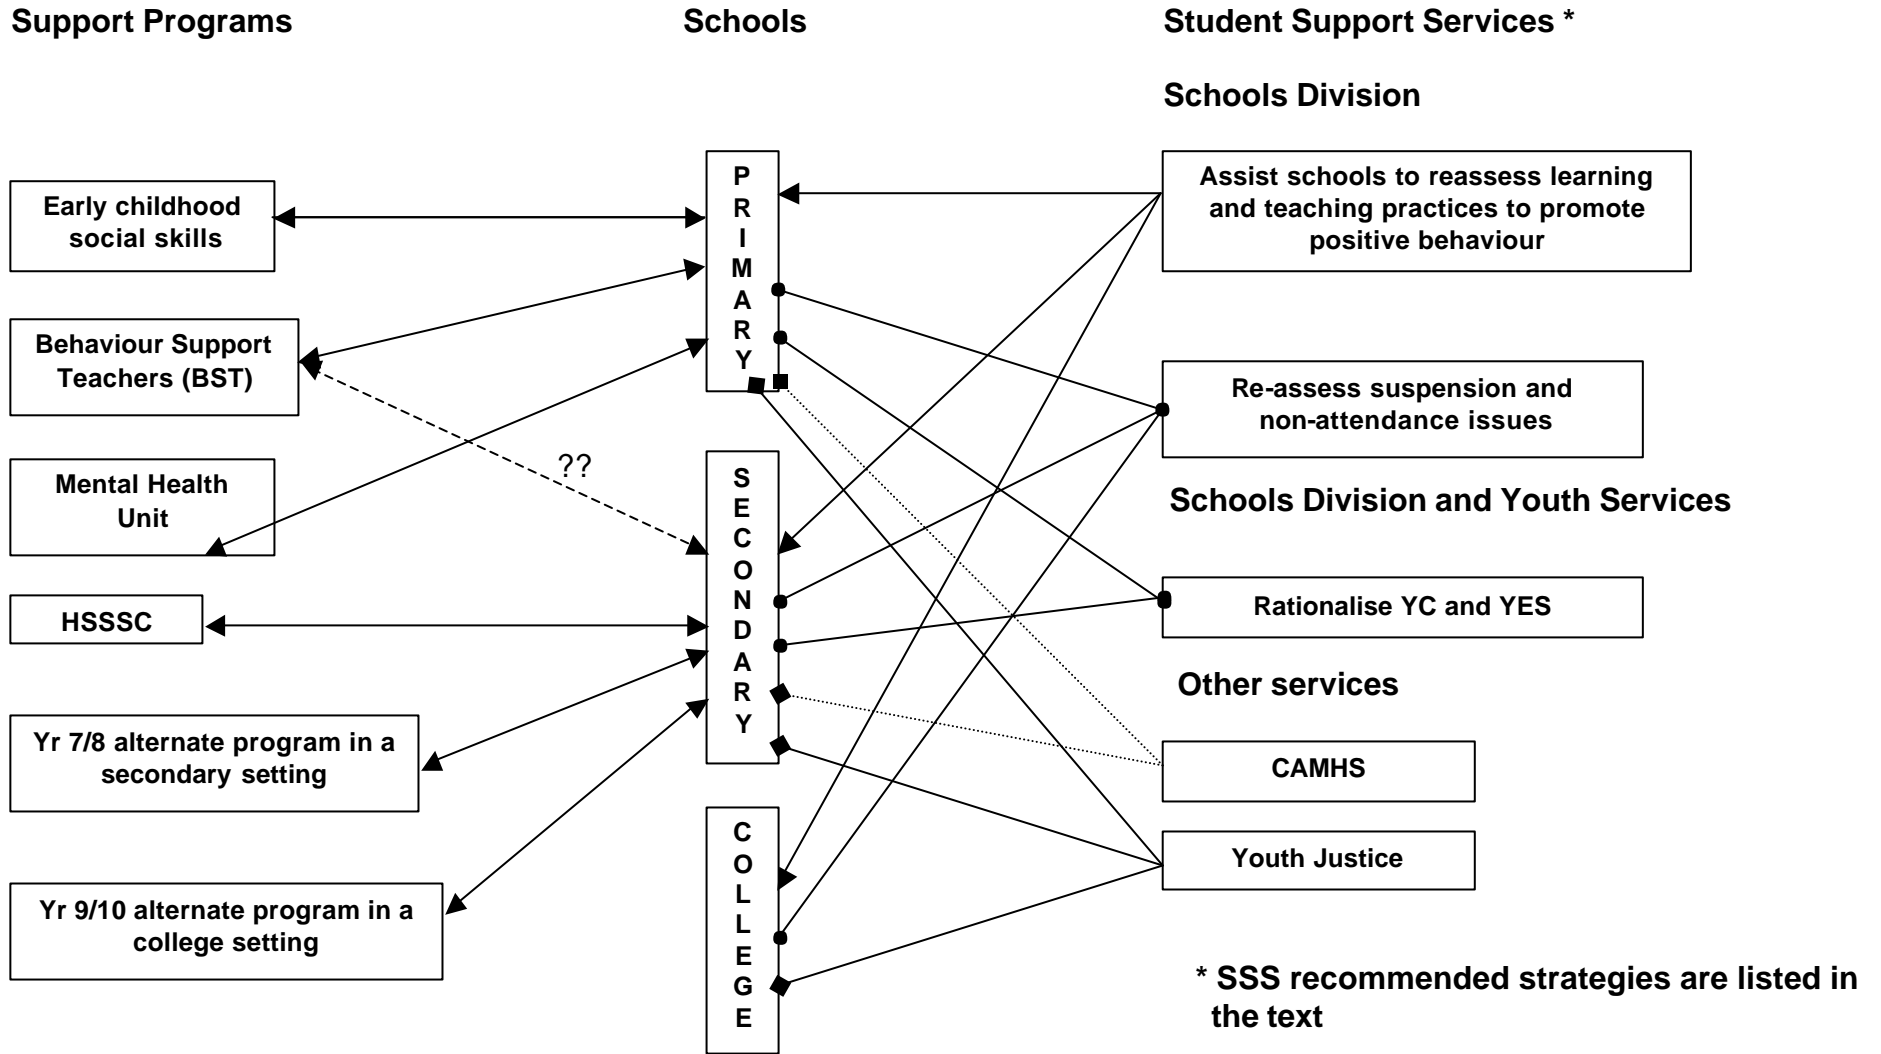 Support Programs
Schools
Student Support Services *
Schools Division
Early childhood
social skills
Behaviour Support
Teachers (BST)
Mental Health
Unit
HSSSC
Yr 7/8 alternate program in a
secondary setting
Yr 9/10 alternate program in a
college setting
??
P
R
I
M
A
R
Y
S
E
C
O
N
D
A
R
Y
C
O
L
L
E
G
E
Assist schools to reassess learning
and teaching practices to promote
positive behaviour
Re-assess suspension and
non-attendance issues
Schools Division and Youth Services
Rationalise YC and YES
Other services
CAMHS
Youth Justice
* SSS recommended strategies are listed in
the text